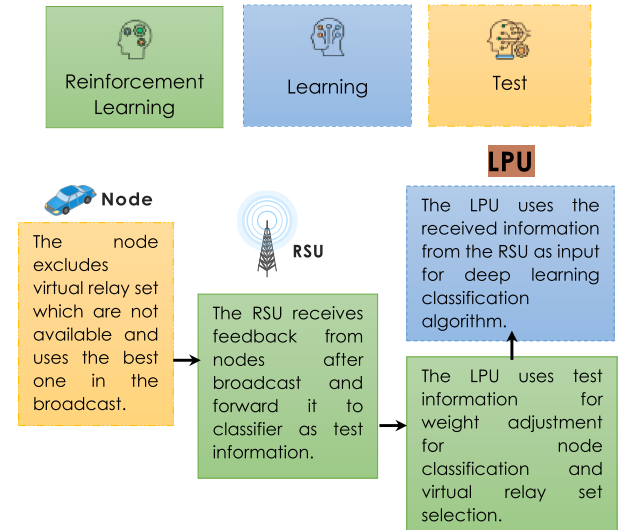 Reinforcement
Learning
Learning
Test
LPU
Node
RSU
The node
excludes
virtual relay set
which are not
available and
uses the best
one in the
broadcast.
The RSU receives
feedback from
nodes after
broadcast and
forward it to
classifier as test
information.
The LPU uses the
received information
from the RSU as input
for deep learning
classification
algorithm.
The LPU uses test
information for
weight adjustment
for node
classification and
virtual relay set
selection.